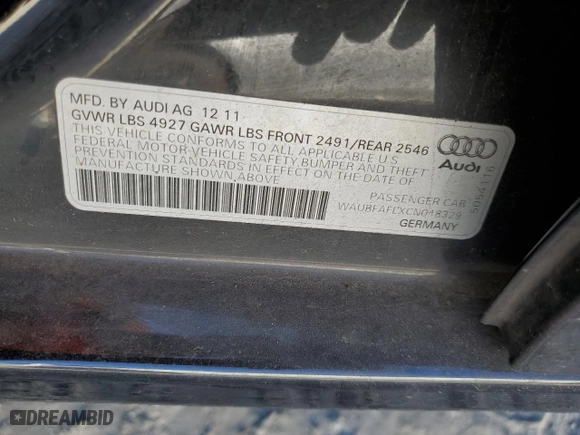 MFD. BY AUDI AG 12 11
GVWR LBS 4927 GAWR LBS FRONT 2491/REAR 2546
THIS VEHICLE CONFORMS TO ALL APPLICABLE U.S
FEDERAL MOTOR VEHICLE SAFETY, BUMPER AND THEFT
PREVENTION STANDARDS IN EFFECT ON THE DATE OF
MANUFACTURE SHOWN ABOVE
Audi
PASSENGER CAR
WAUBFAFLXCN018329
GERMANY
DREAMBID